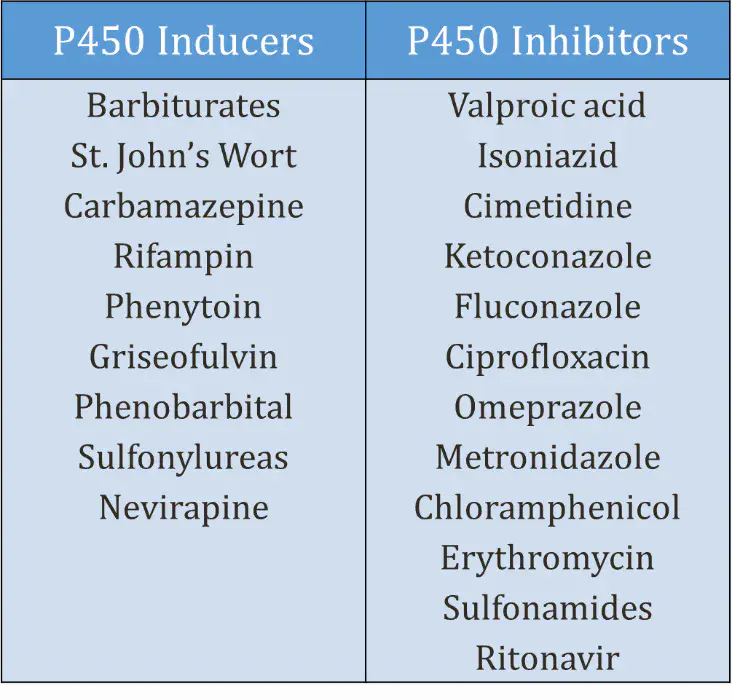 P450 Inducers
P450 Inhibitors
Barbiturates
Valproic acid
St. John’s Wort
Isoniazid
Carbamazepine
Cimetidine
Rifampin
Ketoconazole
Phenytoin
Fluconazole
Griseofulvin
Ciprofloxacin
Phenobarbital
Omeprazole
Sulfonylureas
Metronidazole
Nevirapine
Chloramphenicol
Erythromycin
Sulfonamides
Ritonavir